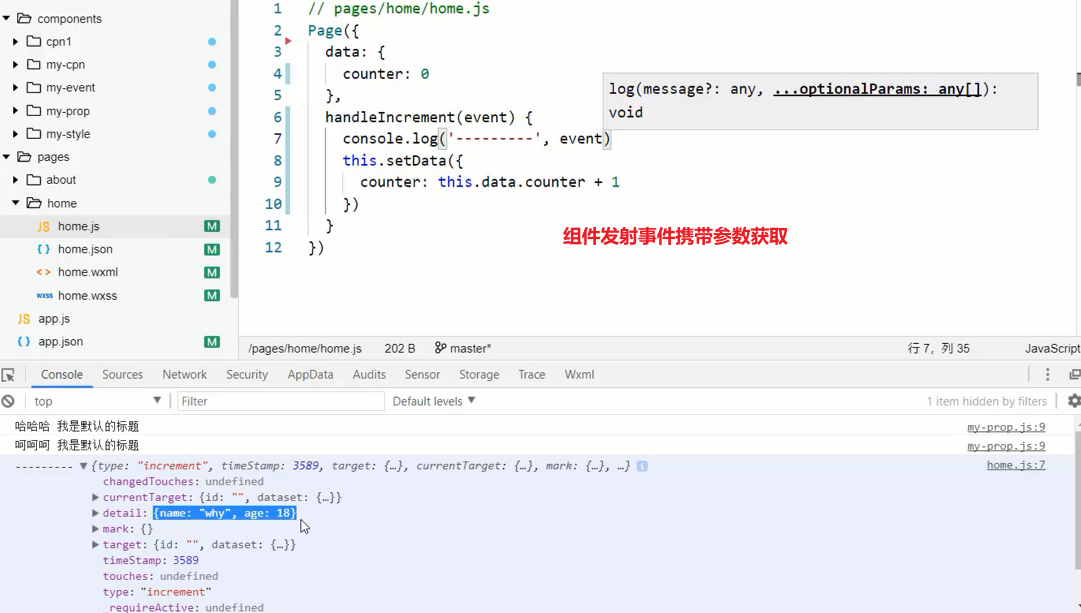 components
cpn1
my-cpn
my-event
my-prop
my-style
pages
about
home
JS home.js M
{ } home.json M
<> home.wxml M
wxss home.wxss M
JS app.js
{ } app.json M
1 // pages/home/home.js
2 Page({
3 data: {
4 counter: 0
5 },
6 handleIncrement(event) {
7 console.log('---------', event)
8 this.setData({
9 counter: this.data.counter + 1
10 })
11 }
12 })
log(message?: any, ...optionalParams: any[]):
void
组件发射事件携带参数获取
/pages/home/home.js 202 B master* 行 7，列 35 JavaScript
Console Sources Network Security AppData Audits Sensor Storage Trace Wxml
top Filter Default levels 1 item hidden by filters
哈哈哈 我是默认的标题 my-prop.js:9
呵呵呵 我是默认的标题 my-prop.js:9
--------- {type: "increment", timeStamp: 3589, target: {…}, currentTarget: {…}, mark: {…}, …} i home.js:7
changedTouches: undefined
currentTarget: {id: "", dataset: {…}}
detail: {name: "why", age: 18}
mark: {}
target: {id: "", dataset: {…}}
timeStamp: 3589
touches: undefined
type: "increment"
_requireActive: undefined